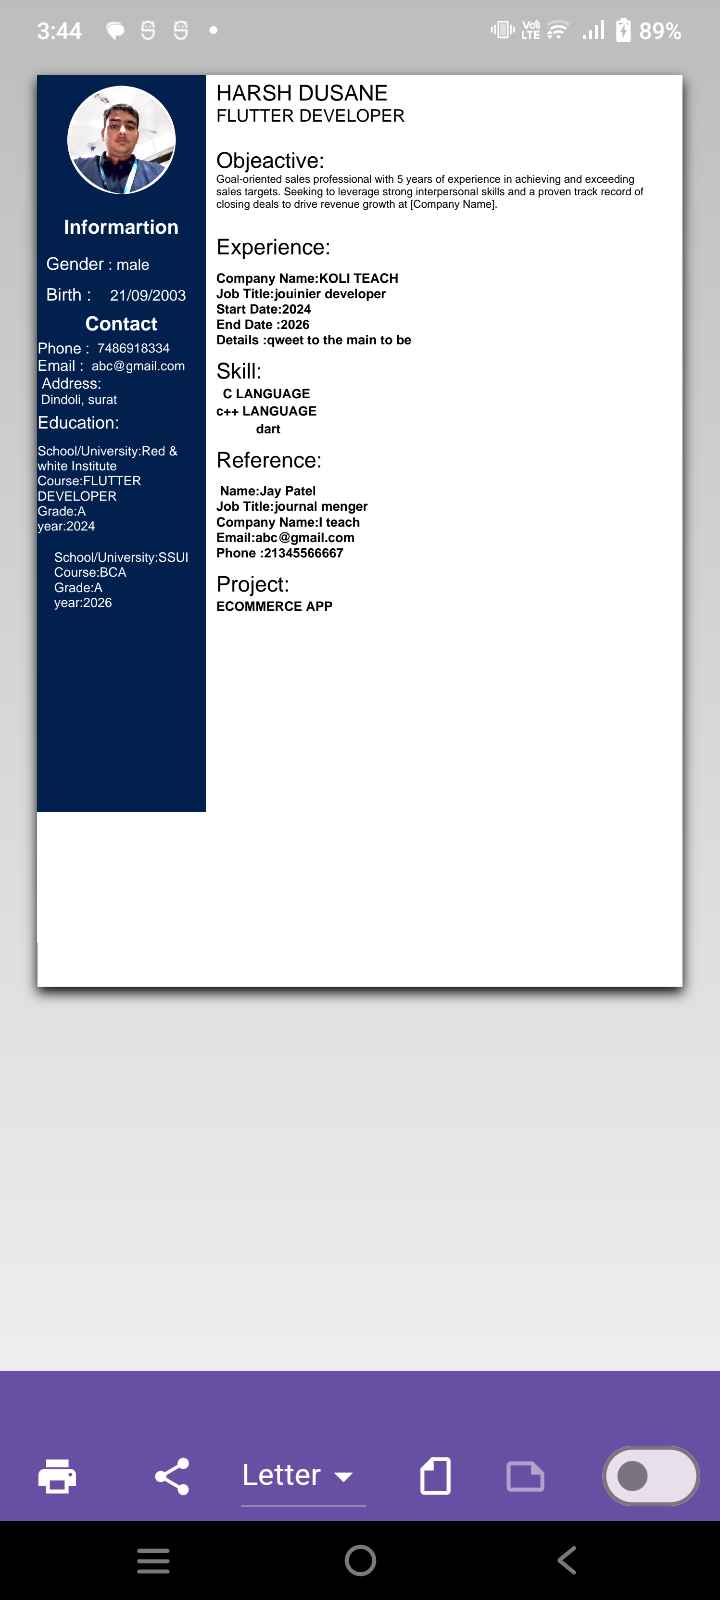 3:44
Vo)) LTE
89%
Informartion
Gender : male
Birth : 21/09/2003
Contact
Phone : 7486918334
Email : abc@gmail.com
Address:
Dindoli, surat
Education:
School/University:Red &
white Institute
Course:FLUTTER
DEVELOPER
Grade:A
year:2024
School/University:SSUI
Course:BCA
Grade:A
year:2026
HARSH DUSANE
FLUTTER DEVELOPER
Objeactive:
Goal-oriented sales professional with 5 years of experience in achieving and exceeding
sales targets. Seeking to leverage strong interpersonal skills and a proven track record of
closing deals to drive revenue growth at [Company Name].
Experience:
Company Name:KOLI TEACH
Job Title:jouinier developer
Start Date:2024
End Date :2026
Details :qweet to the main to be
Skill:
C LANGUAGE
c++ LANGUAGE
dart
Reference:
Name:Jay Patel
Job Title:journal menger
Company Name:I teach
Email:abc@gmail.com
Phone :21345566667
Project:
ECOMMERCE APP
Letter